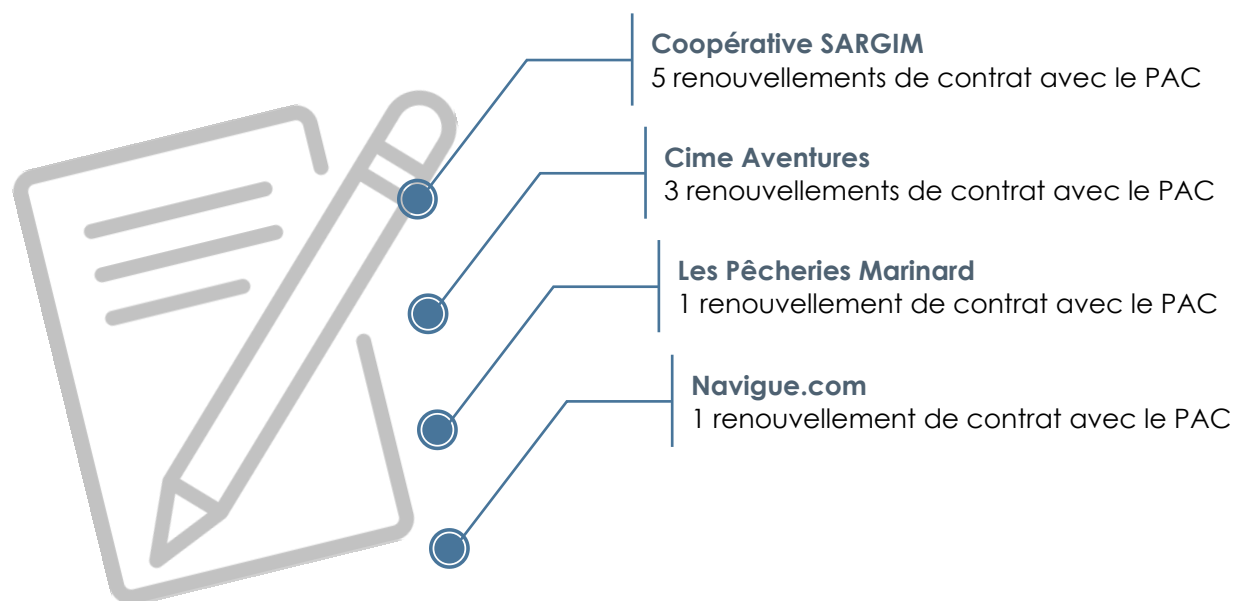 Coopérative SARGIM
5 renouvellements de contrat avec le PAC
Cime Aventures
3 renouvellements de contrat avec le PAC
Les Pêcheries Marinard
1 renouvellement de contrat avec le PAC
Navigue.com
1 renouvellement de contrat avec le PAC